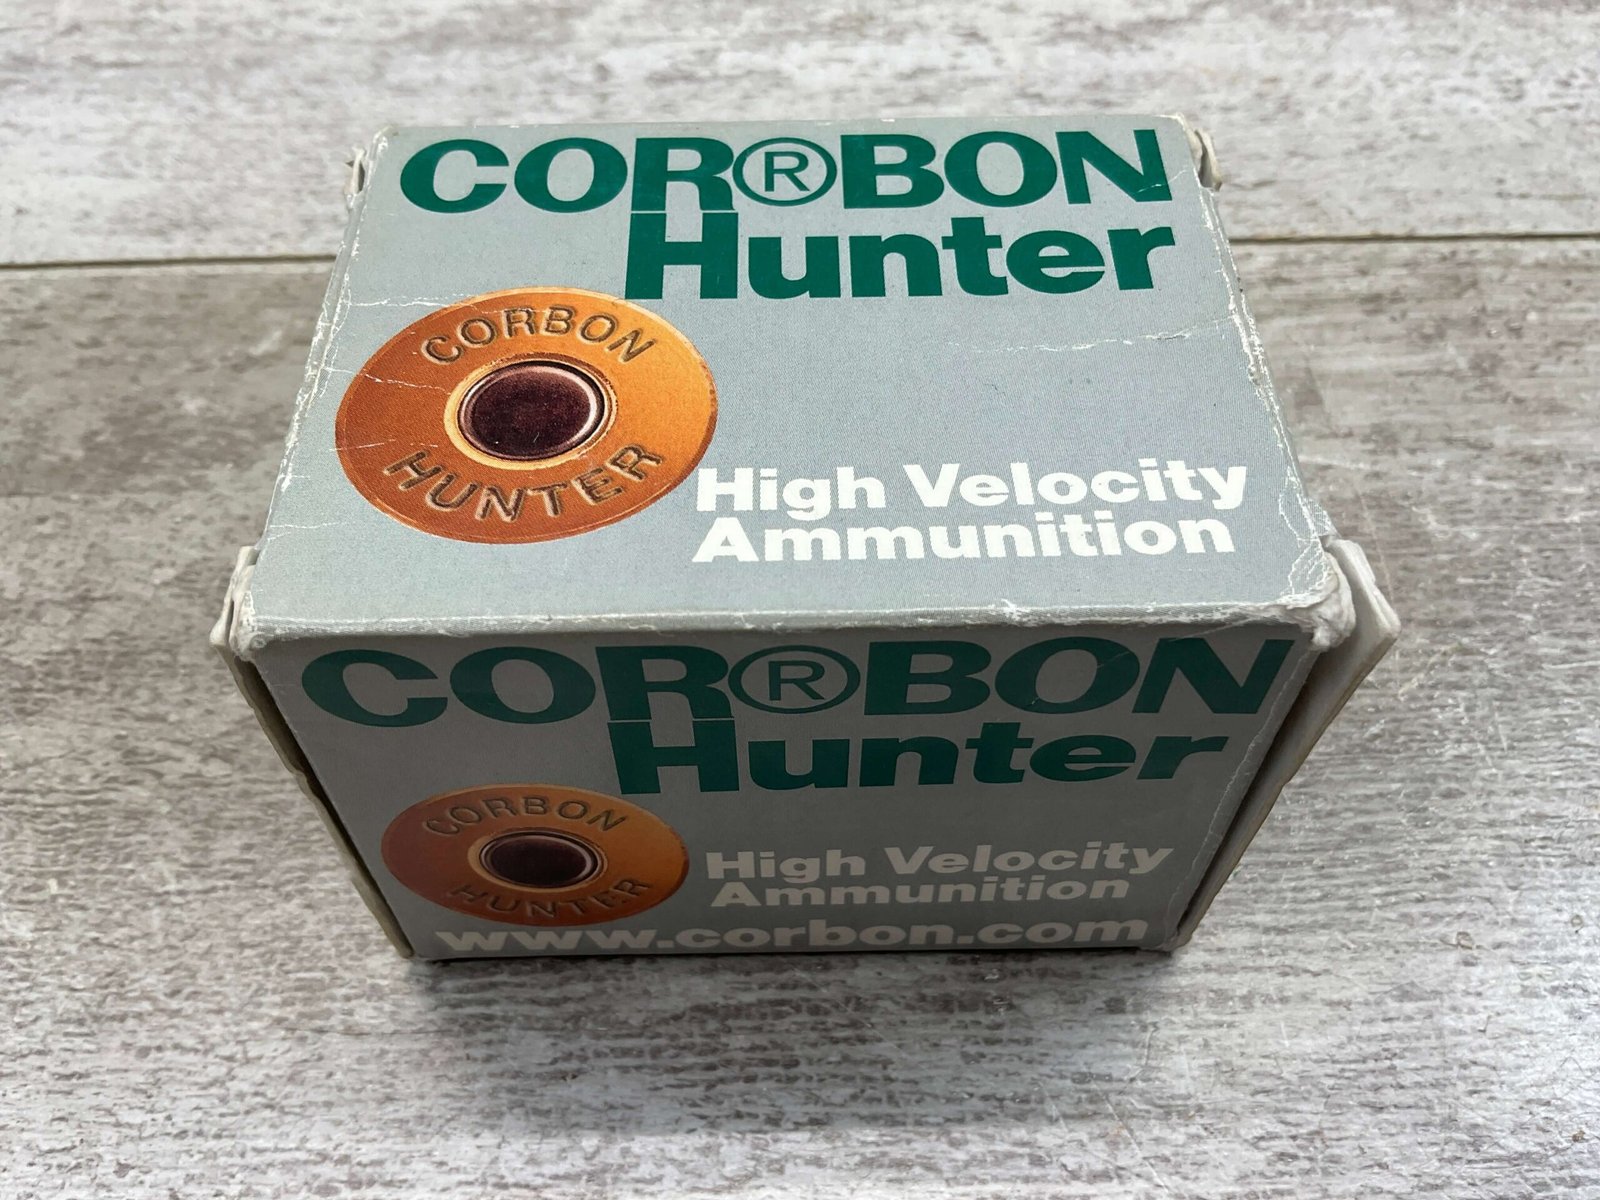 COR®BON
Hunter
CORBON
HUNTER
High Velocity
Ammunition
COR®BON
Hunter
CORBON
HUNTER
High Velocity
Ammunition
www.corbon.com